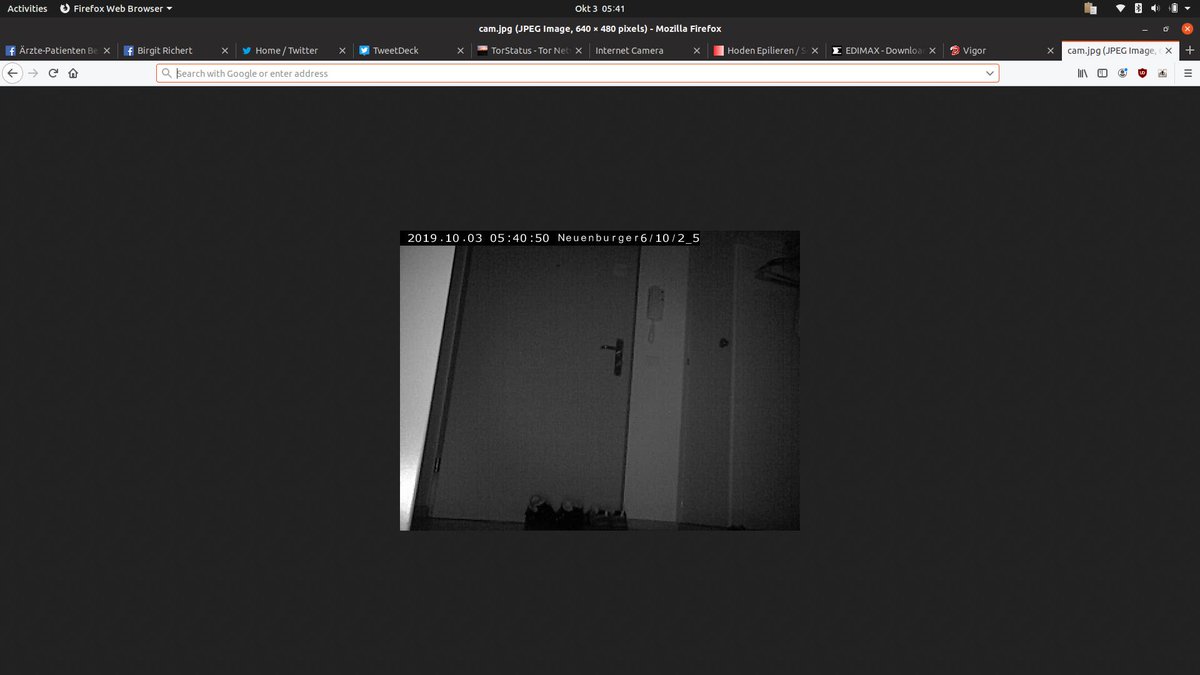 Activities Firefox Web Browser Okt 3 05:41
cam.jpg (JPEG Image, 640 × 480 pixels) - Mozilla Firefox
Ärzte-Patienten Be Birgit Richert Home / Twitter TweetDeck TorStatus - Tor Net Internet Camera Hoden Epilieren / S EDIMAX - Downloa Vigor cam.jpg (JPEG Image,
Search with Google or enter address
2019.10.03 05:40:50 Neuenburger6/10/2_5